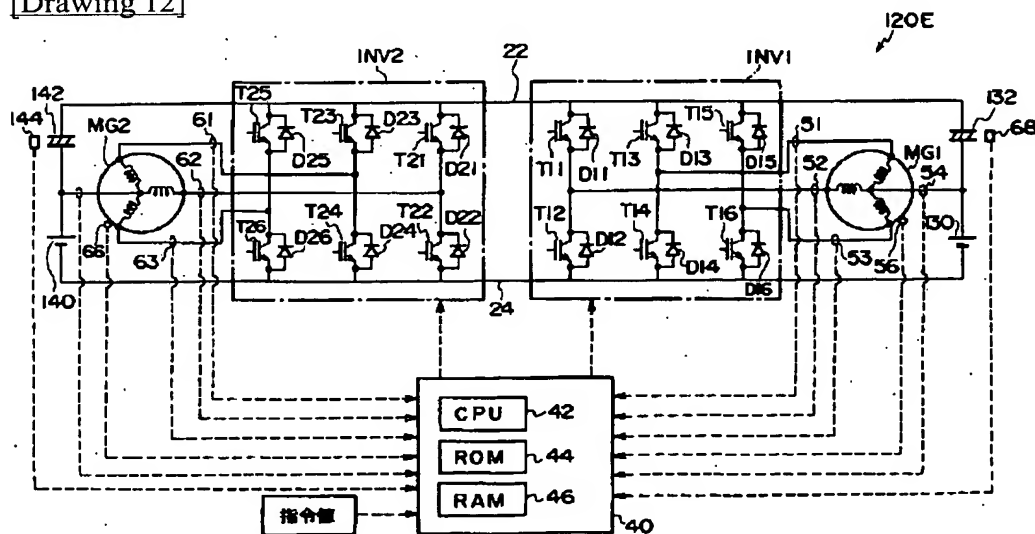 [Drawing 12]
120E
INV2
INV1
22
142
144
MG2
61
62
T25
D25
T23
D23
T21
D21
T11
D11
T13
D13
T15
D15
51
52
132
68
MG1
54
66
63
140
T26
D26
T24
D24
T22
D22
T12
D12
T14
D14
T16
D16
53
56
130
24
CPU
42
ROM
44
RAM
46
指令値
40